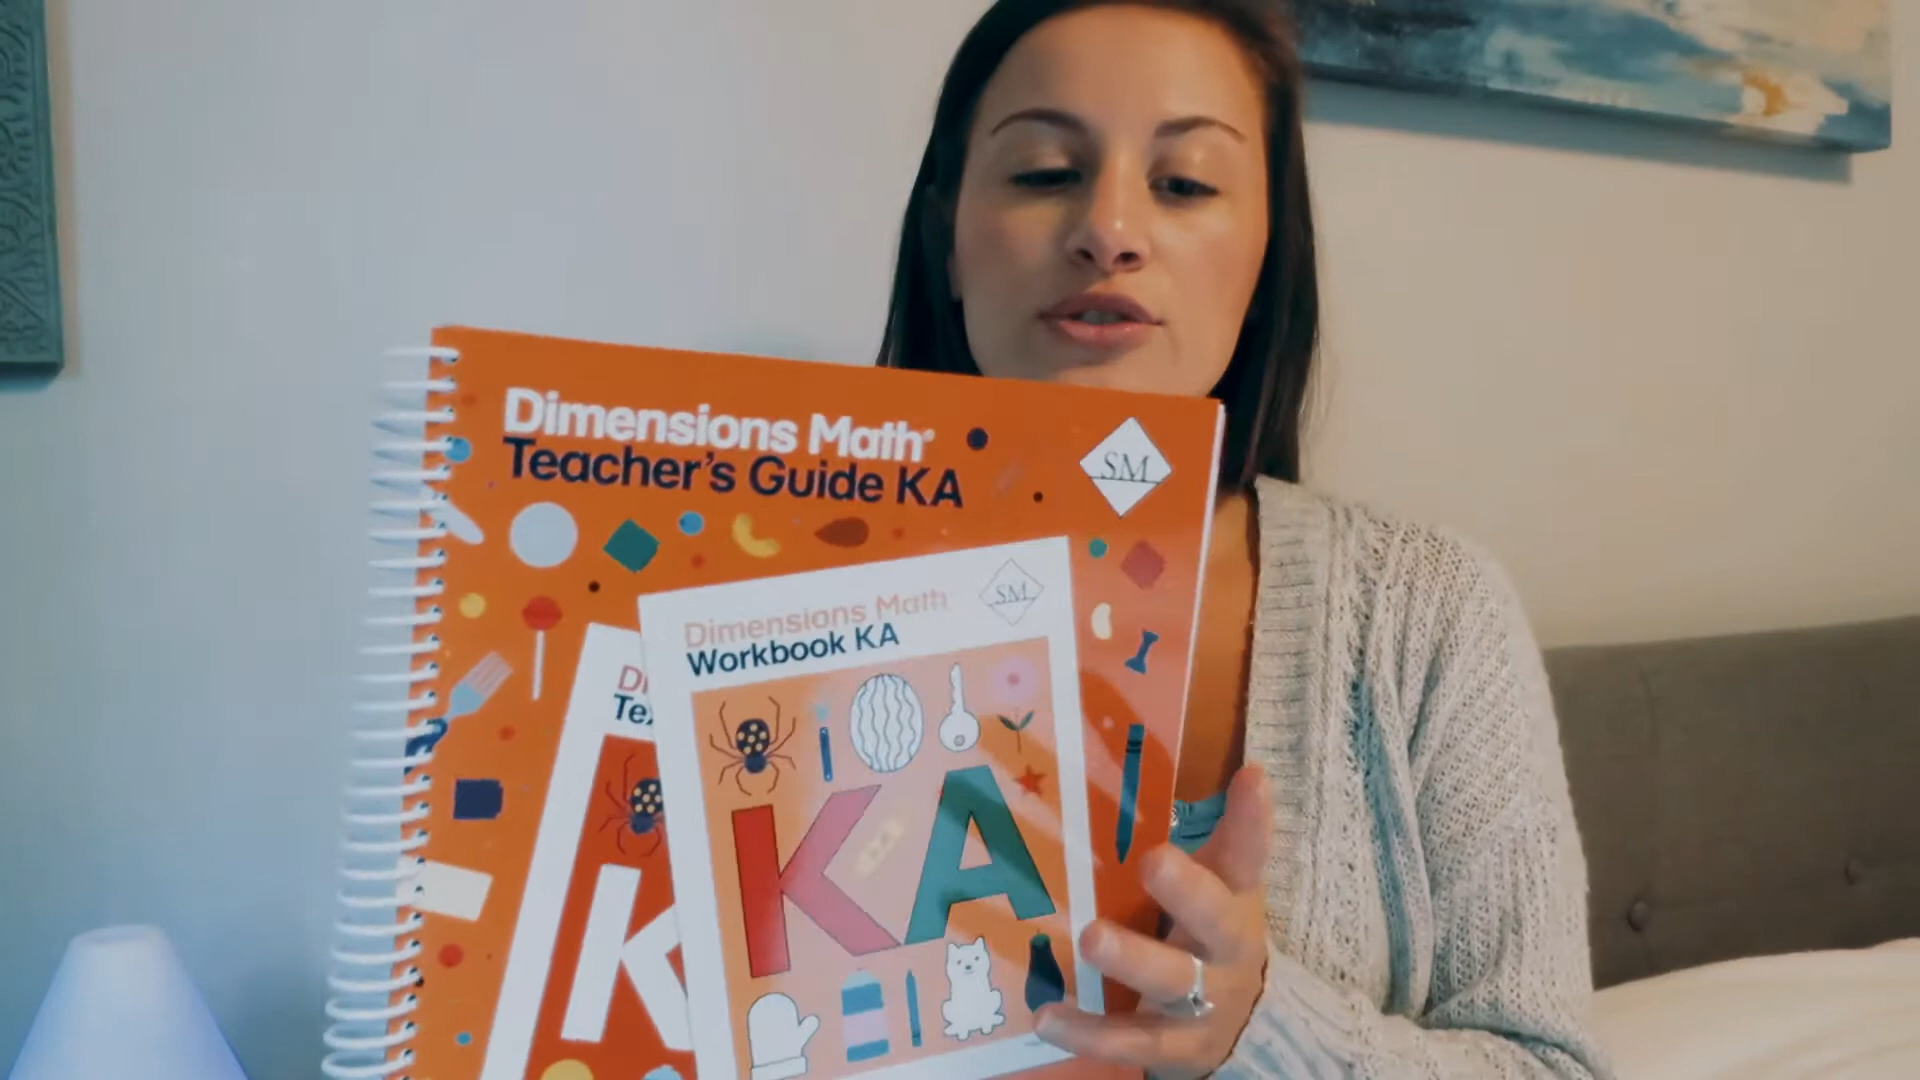 Dimensions Math®
Teacher's Guide KA
SM
Dimensions Math®
Workbook KA
SM
KA
K